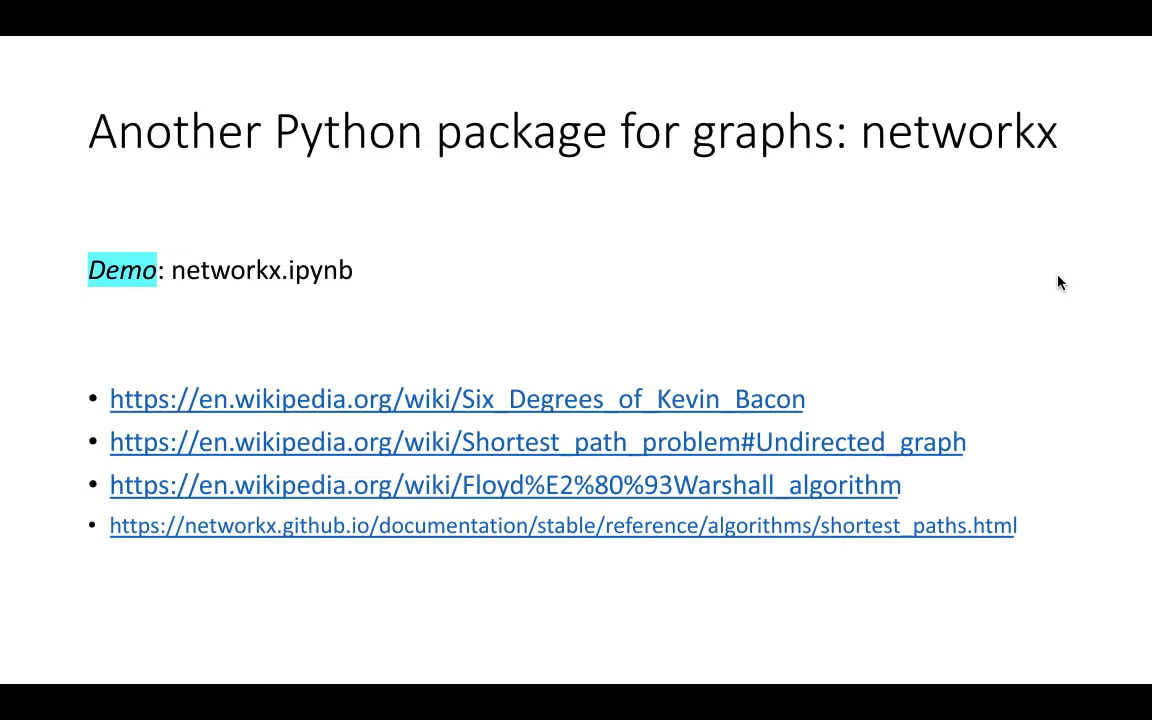 Another Python package for graphs: networkx
Demo: networkx.ipynb
• https://en.wikipedia.org/wiki/Six_Degrees_of_Kevin_Bacon
• https://en.wikipedia.org/wiki/Shortest_path_problem#Undirected_graph
• https://en.wikipedia.org/wiki/Floyd%E2%80%93Warshall_algorithm
• https://networkx.github.io/documentation/stable/reference/algorithms/shortest_paths.html